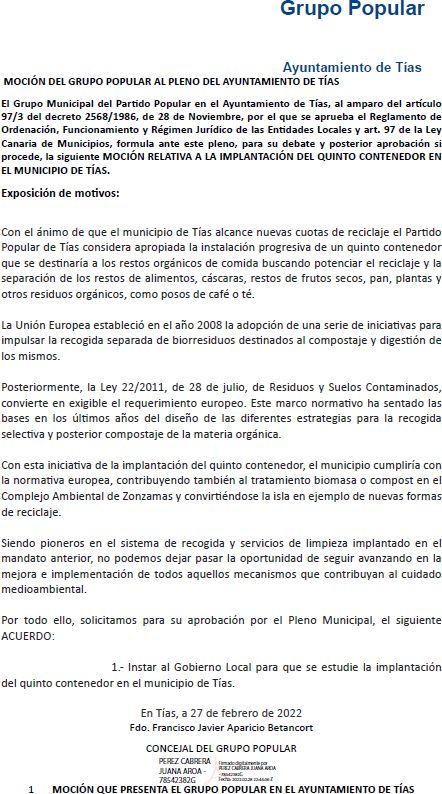 Grupo Popular
Ayuntamiento de Tías
MOCIÓN DEL GRUPO POPULAR AL PLENO DEL AYUNTAMIENTO DE TÍAS
El Grupo Municipal del Partido Popular en el Ayuntamiento de Tías, al amparo del artículo
97/3 del decreto 2568/1986, de 28 de Noviembre, por el que se aprueba el Reglamento de
Ordenación, Funcionamiento y Régimen Jurídico de las Entidades Locales y art. 97 de la Ley
Canaria de Municipios, formula ante este pleno, para su debate y posterior aprobación si
procede, la siguiente MOCIÓN RELATIVA A LA IMPLANTACIÓN DEL QUINTO CONTENEDOR EN
EL MUNICIPIO DE TÍAS.
Exposición de motivos:
Con el ánimo de que el municipio de Tías alcance nuevas cuotas de reciclaje el Partido
Popular de Tías considera apropiada la instalación progresiva de un quinto contenedor
que se destinaría a los restos orgánicos de comida buscando potenciar el reciclaje y la
separación de los restos de alimentos, cáscaras, restos de frutos secos, pan, plantas y
otros residuos orgánicos, como posos de café o té.
La Unión Europea estableció en el año 2008 la adopción de una serie de iniciativas para
impulsar la recogida separada de biorresiduos destinados al compostaje y digestión de
los mismos.
Posteriormente, la Ley 22/2011, de 28 de julio, de Residuos y Suelos Contaminados,
convierte en exigible el requerimiento europeo. Este marco normativo ha sentado las
bases en los últimos años del diseño de las diferentes estrategias para la recogida
selectiva y posterior compostaje de la materia orgánica.
Con esta iniciativa de la implantación del quinto contenedor, el municipio cumpliría con
la normativa europea, contribuyendo también al tratamiento biomasa o compost en el
Complejo Ambiental de Zonzamas y convirtiéndose la isla en ejemplo de nuevas formas
de reciclaje.
Siendo pioneros en el sistema de recogida y servicios de limpieza implantado en el
mandato anterior, no podemos dejar pasar la oportunidad de seguir avanzando en la
mejora e implementación de todos aquellos mecanismos que contribuyan al cuidado
medioambiental.
Por todo ello, solicitamos para su aprobación por el Pleno Municipal, el siguiente
ACUERDO:
1.- Instar al Gobierno Local para que se estudie la implantación
del quinto contenedor en el municipio de Tías.
En Tías, a 27 de febrero de 2022
Fdo. Francisco Javier Aparicio Betancort
CONCEJAL DEL GRUPO POPULAR
PEREZ CABRERA
JUANA AROA -
78542382G
Firmado digitalmente por
PEREZ CABRERA JUANA AROA
- 78542382G
1 MOCIÓN QUE PRESENTA EL GRUPO POPULAR EN EL AYUNTAMIENTO DE TÍAS